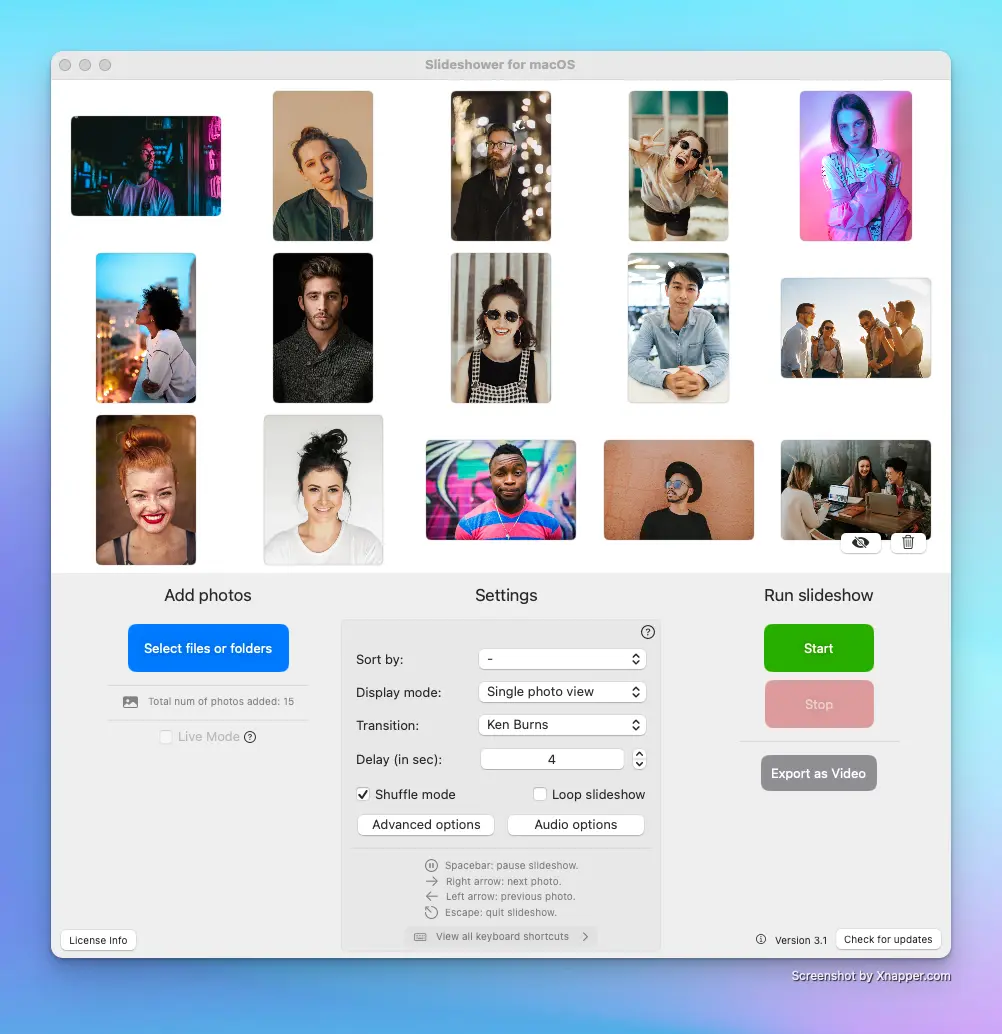 Slideshower for macOS
Add photos
Select files or folders
Total num of photos added: 15
Live Mode ?
Settings
?
Sort by: -
Display mode: Single photo view
Transition: Ken Burns
Delay (in sec): 4
Shuffle mode Loop slideshow
Advanced options Audio options
Spacebar: pause slideshow.
Right arrow: next photo.
Left arrow: previous photo.
Escape: quit slideshow.
View all keyboard shortcuts
Run slideshow
Start
Stop
Export as Video
License Info
Version 3.1 Check for updates
Screenshot by Xnapper.com